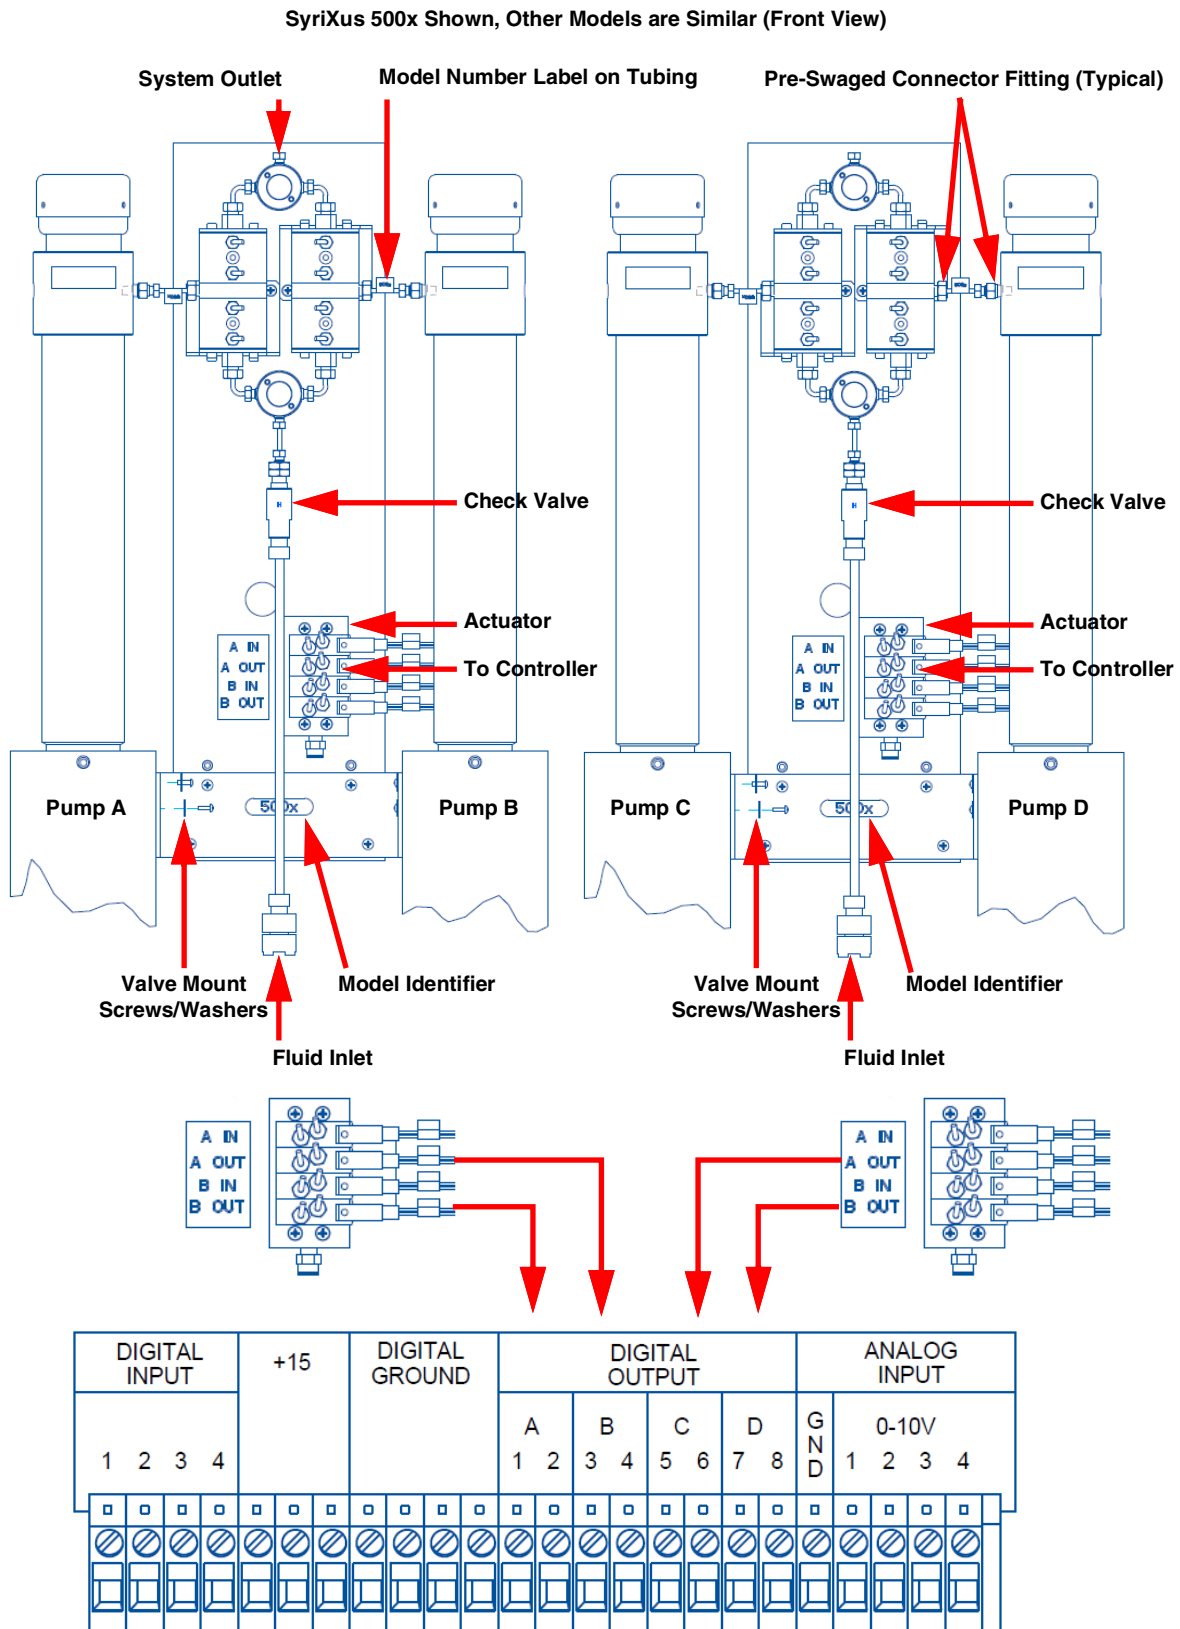 SyriXus 500x Shown, Other Models are Similar (Front View)
System Outlet
Model Number Label on Tubing
Pre-Swaged Connector Fitting (Typical)
Check Valve
Check Valve
Actuator
Actuator
A IN
A OUT
B IN
B OUT
To Controller
A IN
A OUT
B IN
B OUT
To Controller
Pump A
500x
Pump B
Pump C
500x
Pump D
Valve Mount
Screws/Washers
Model Identifier
Valve Mount
Screws/Washers
Model Identifier
Fluid Inlet
Fluid Inlet
A IN
A OUT
B IN
B OUT
A IN
A OUT
B IN
B OUT
DIGITAL
INPUT
+15
DIGITAL
GROUND
DIGITAL
OUTPUT
ANALOG
INPUT
A B C D
GND
0-10V
1 2 3 4
1 2 3 4 5 6 7 8
1 2 3 4